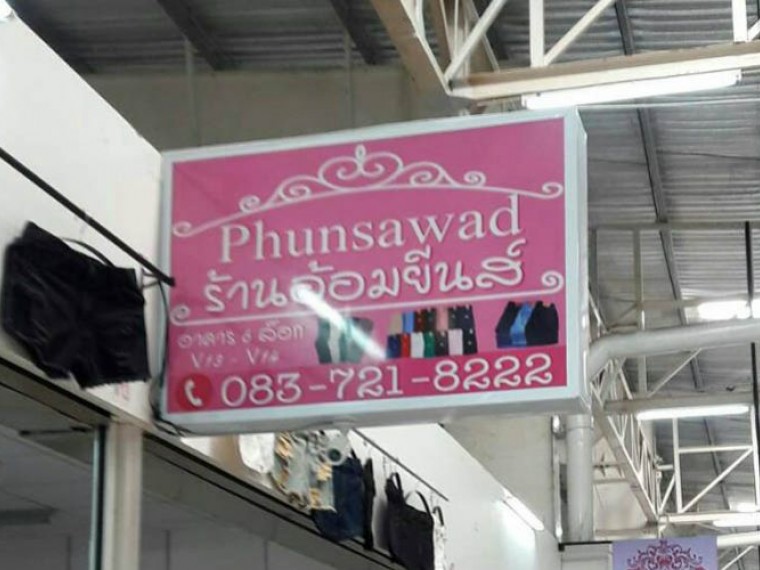 Phunsawad
ร้านอ้อมยีนส์
อาคาร 6 ล๊อก
V13 - V14
083-721-8222